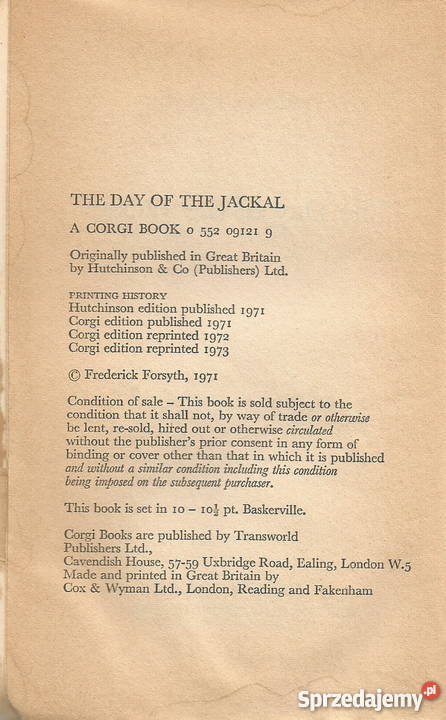 THE DAY OF THE JACKAL
A CORGI BOOK 0 552 09121 9
Originally published in Great Britain
by Hutchinson & Co (Publishers) Ltd.
PRINTING HISTORY
Hutchinson edition published 1971
Corgi edition published 1971
Corgi edition reprinted 1972
Corgi edition reprinted 1973
© Frederick Forsyth, 1971
Condition of sale – This book is sold subject to the
condition that it shall not, by way of trade or otherwise
be lent, re-sold, hired out or otherwise circulated
without the publisher's prior consent in any form of
binding or cover other than that in which it is published
and without a similar condition including this condition
being imposed on the subsequent purchaser.
This book is set in 10 – 10½ pt. Baskerville.
Corgi Books are published by Transworld
Publishers Ltd.,
Cavendish House, 57-59 Uxbridge Road, Ealing, London W.5
Made and printed in Great Britain by
Cox & Wyman Ltd., London, Reading and Fakenham
Sprzedajemy.pl